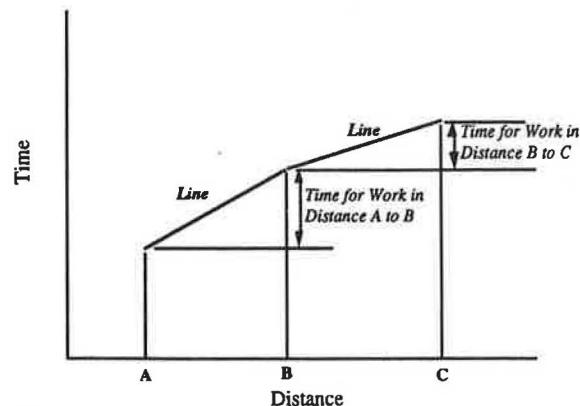 Time
Line
Time for Work in
Distance B to C
Line
Time for Work in
Distance A to B
A
B
C
Distance